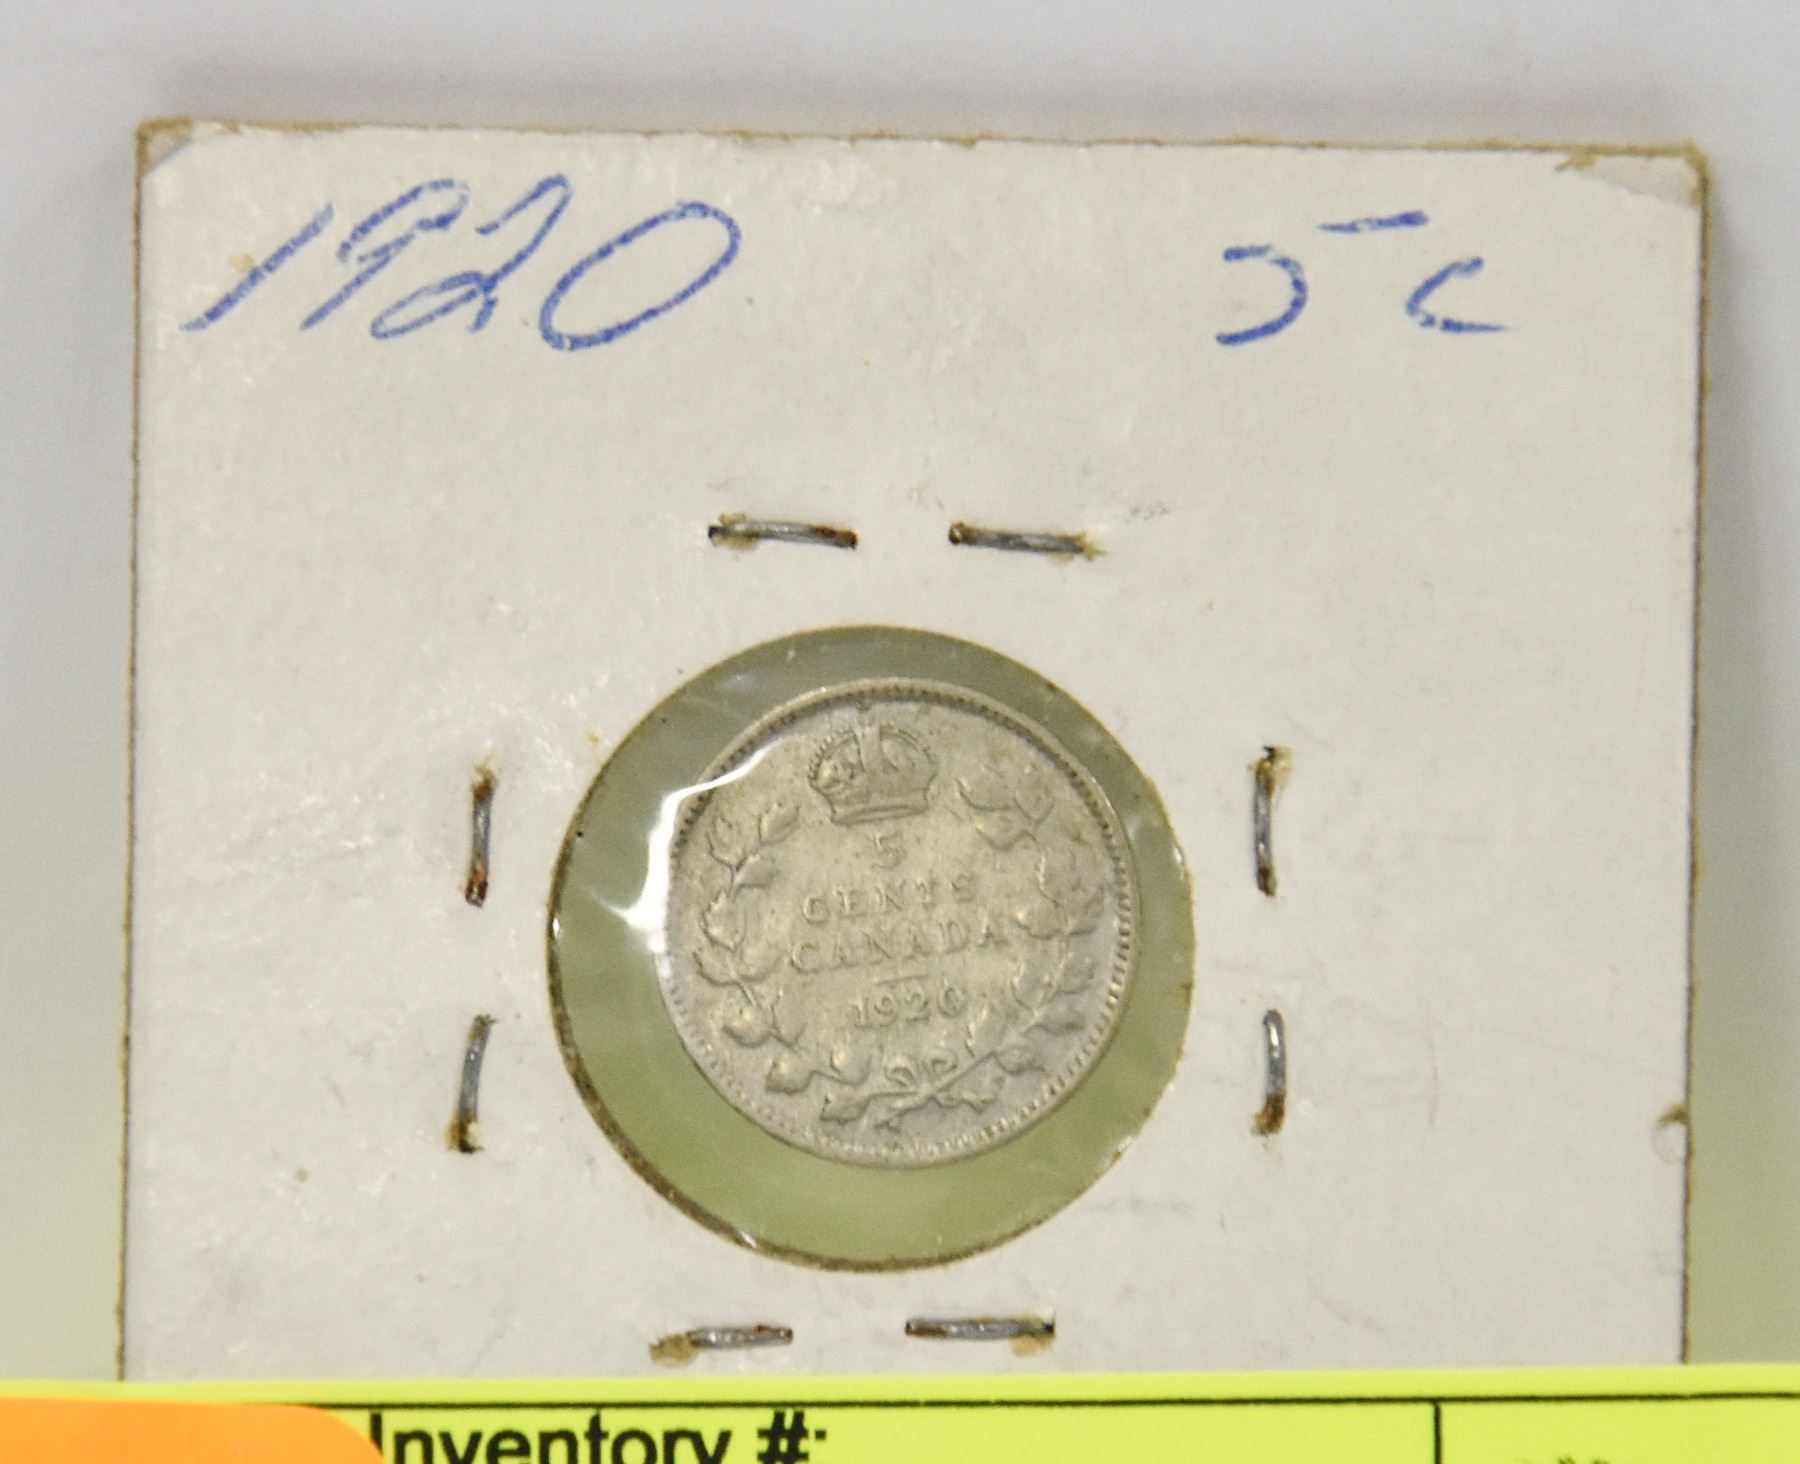 1920 5c
5
CENTS
CANADA
1920
Inventory #: